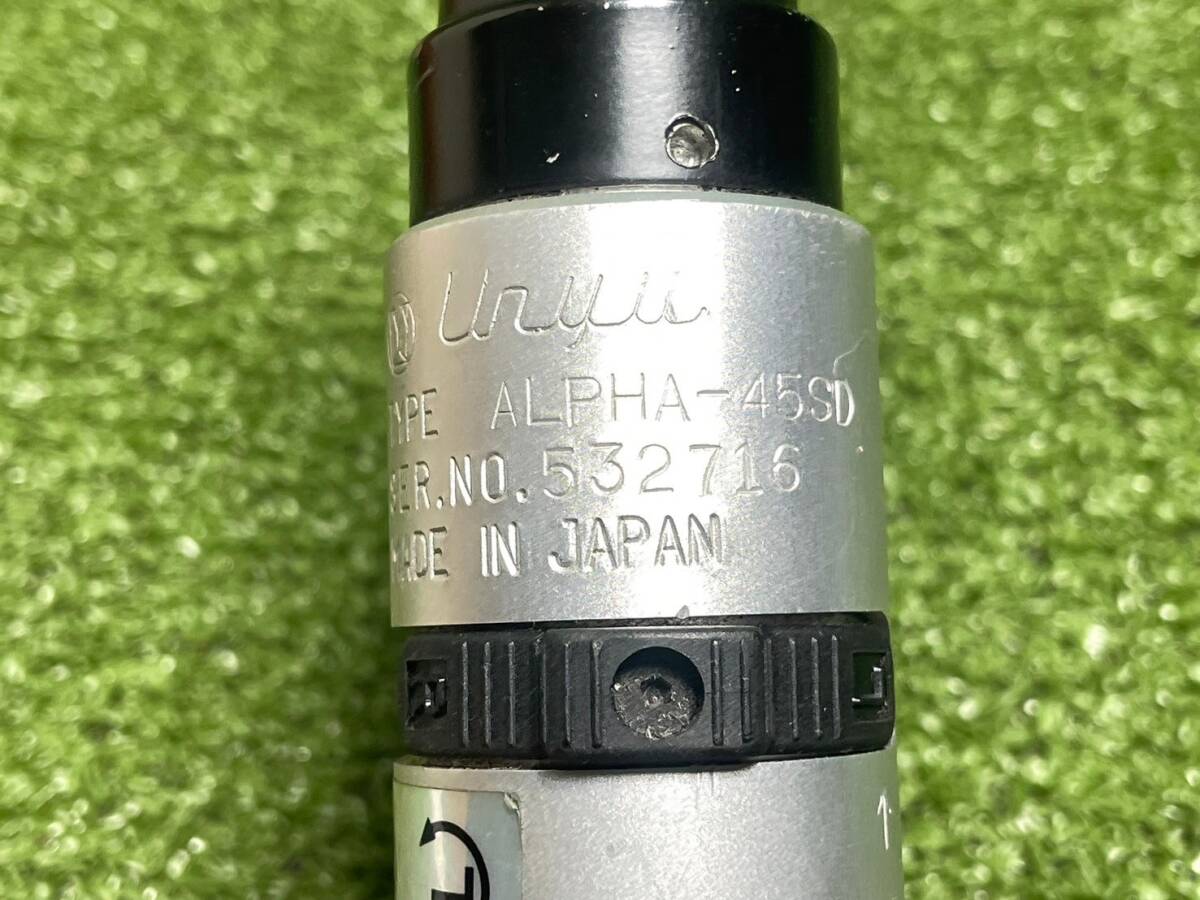 Uryu
TYPE ALPHA-45SD
SER.NO.532716
MADE IN JAPAN